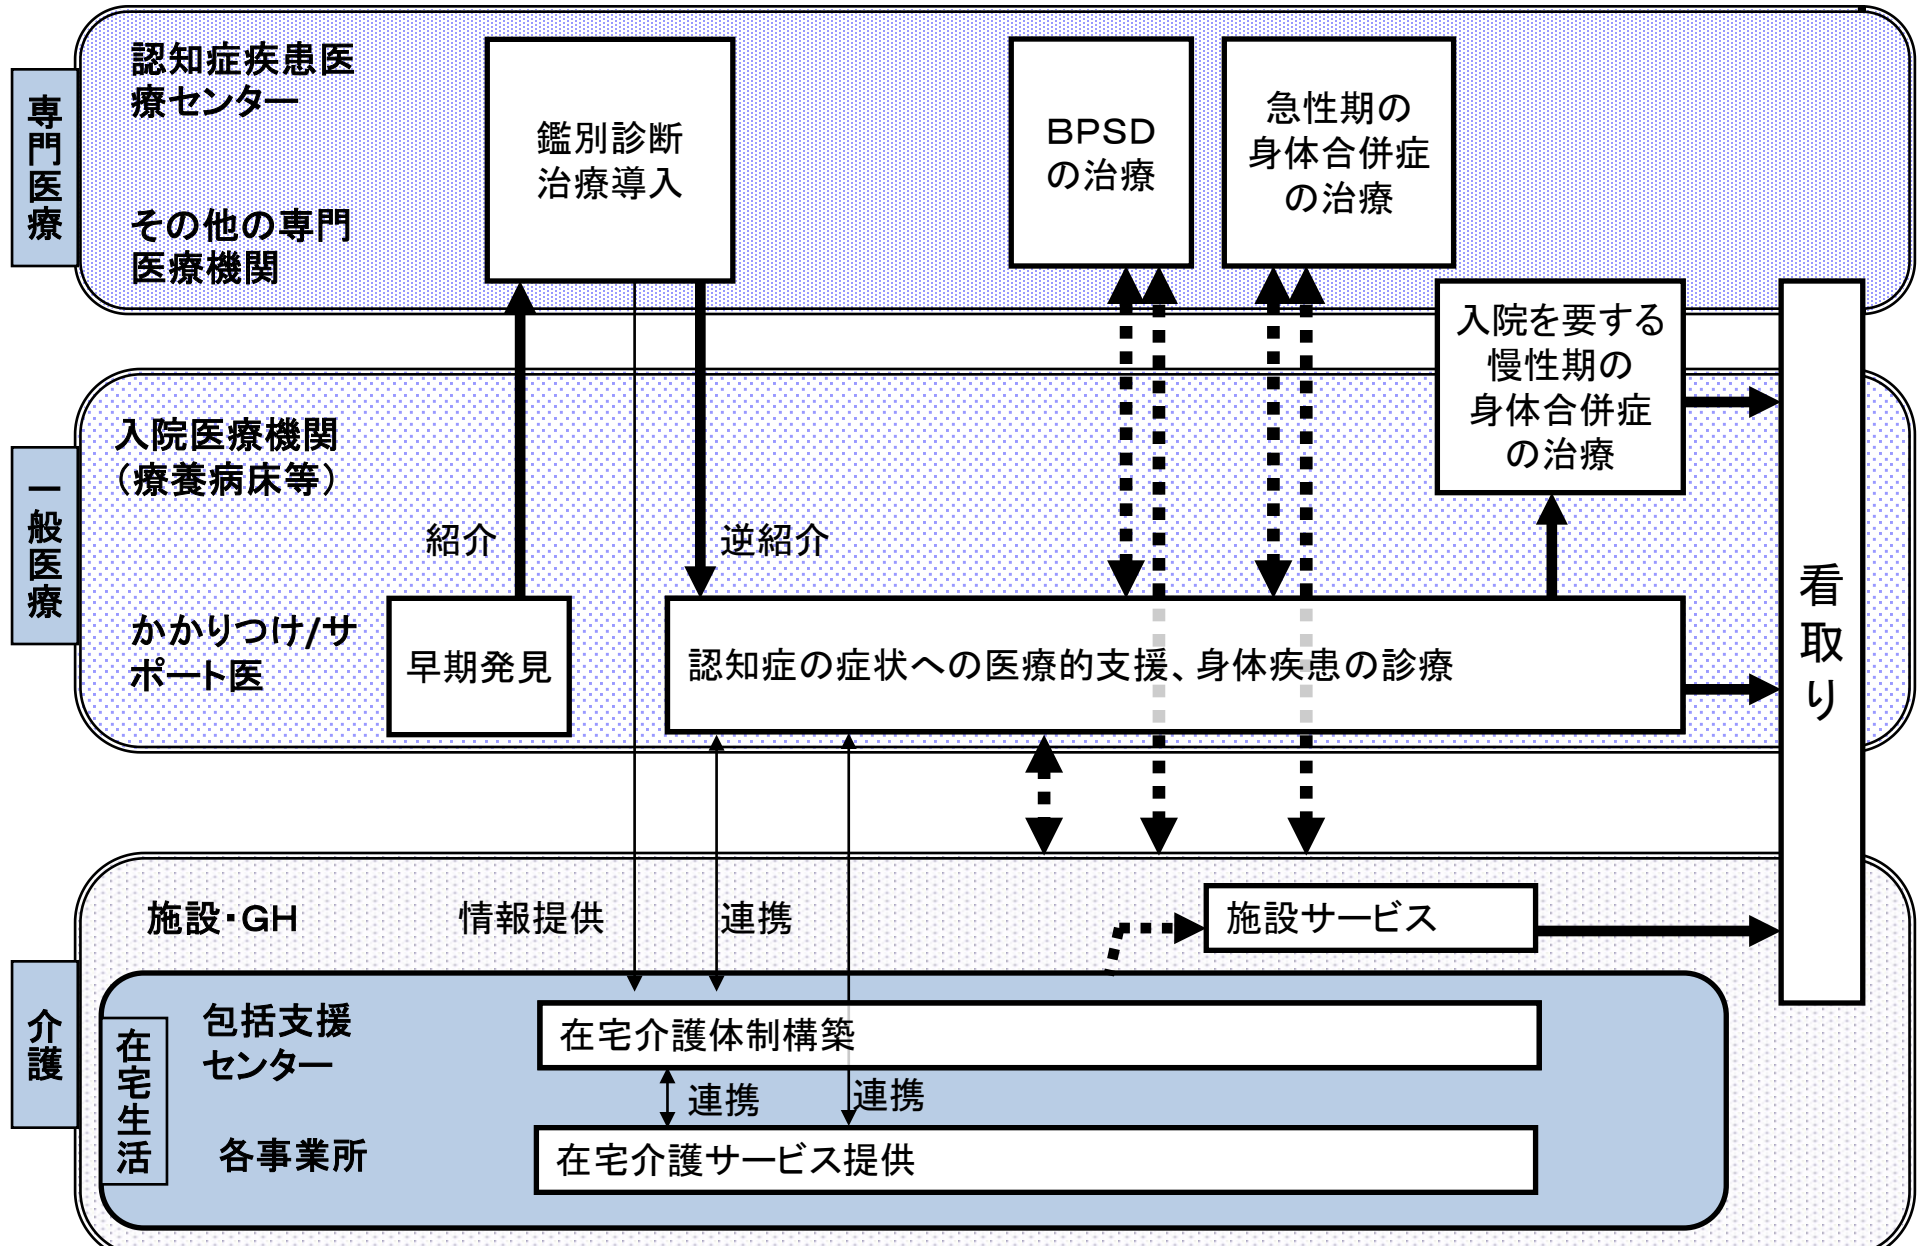 専門医療
認知症疾患医
療センター
その他の専門
医療機関
鑑別診断
治療導入
BPSD
の治療
急性期の
身体合併症
の治療
入院を要する
慢性期の
身体合併症
の治療
一般医療
入院医療機関
（療養病床等）
紹介
逆紹介
かかりつけ/サ
ポート医
早期発見
認知症の症状への医療的支援、身体疾患の診療
看取り
介護
施設･GH
情報提供
連携
施設サービス
在宅生活
包括支援
センター
在宅介護体制構築
連携
連携
各事業所
在宅介護サービス提供